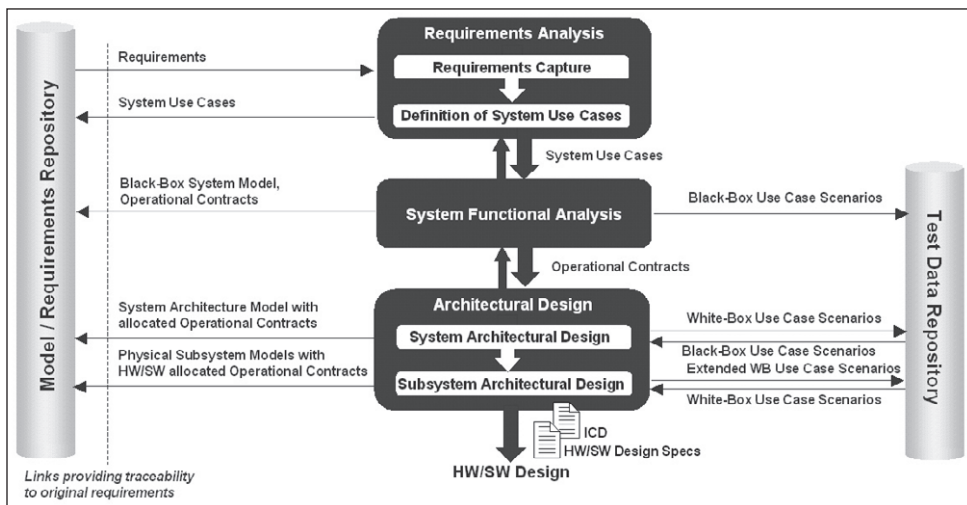 Model / Requirements Repository
Requirements
System Use Cases
Black-Box System Model,
Operational Contracts
System Architecture Model with
allocated Operational Contracts
Physical Subsystem Models with
HW/SW allocated Operational Contracts
Links providing traceability
to original requirements
Requirements Analysis
Requirements Capture
Definition of System Use Cases
System Use Cases
System Functional Analysis
Operational Contracts
Architectural Design
System Architectural Design
Subsystem Architectural Design
ICD
HW/SW Design Specs
HW/SW Design
Black-Box Use Case Scenarios
White-Box Use Case Scenarios
Black-Box Use Case Scenarios
Extended WB Use Case Scenarios
White-Box Use Case Scenarios
Test Data Repository